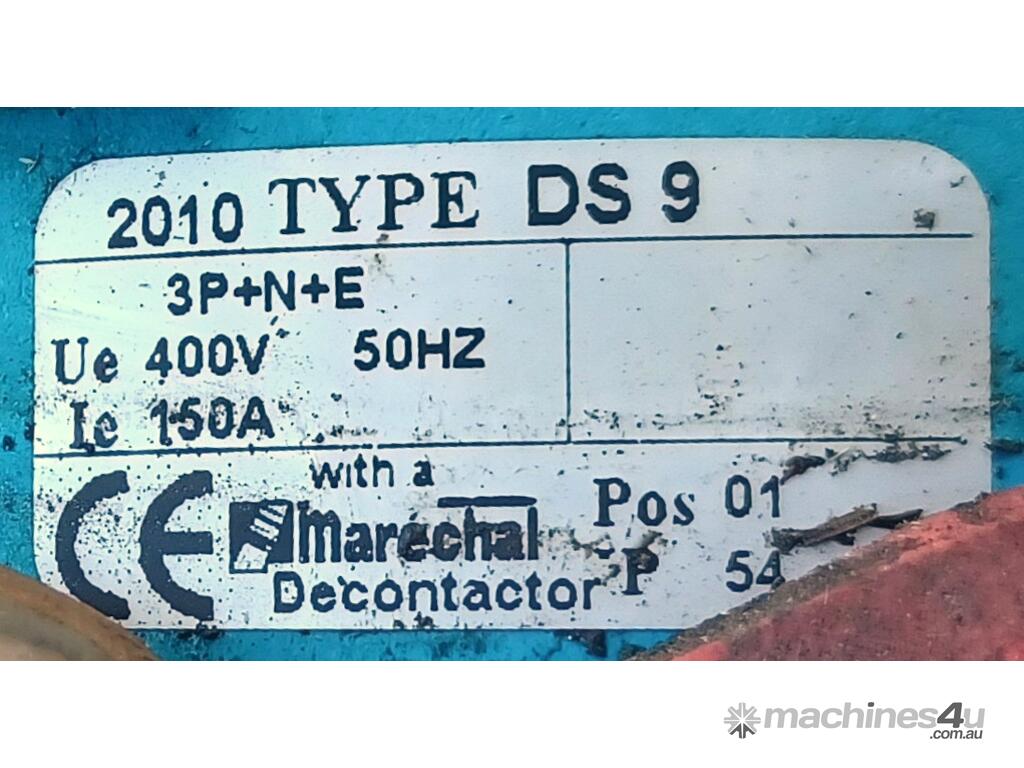 2010 TYPE DS 9
3P+N+E
Ue 400V 50HZ
Ie 150A
CE
with a
marechal
Decontactor
Pos 01
IP 54
machines4u
.com.au